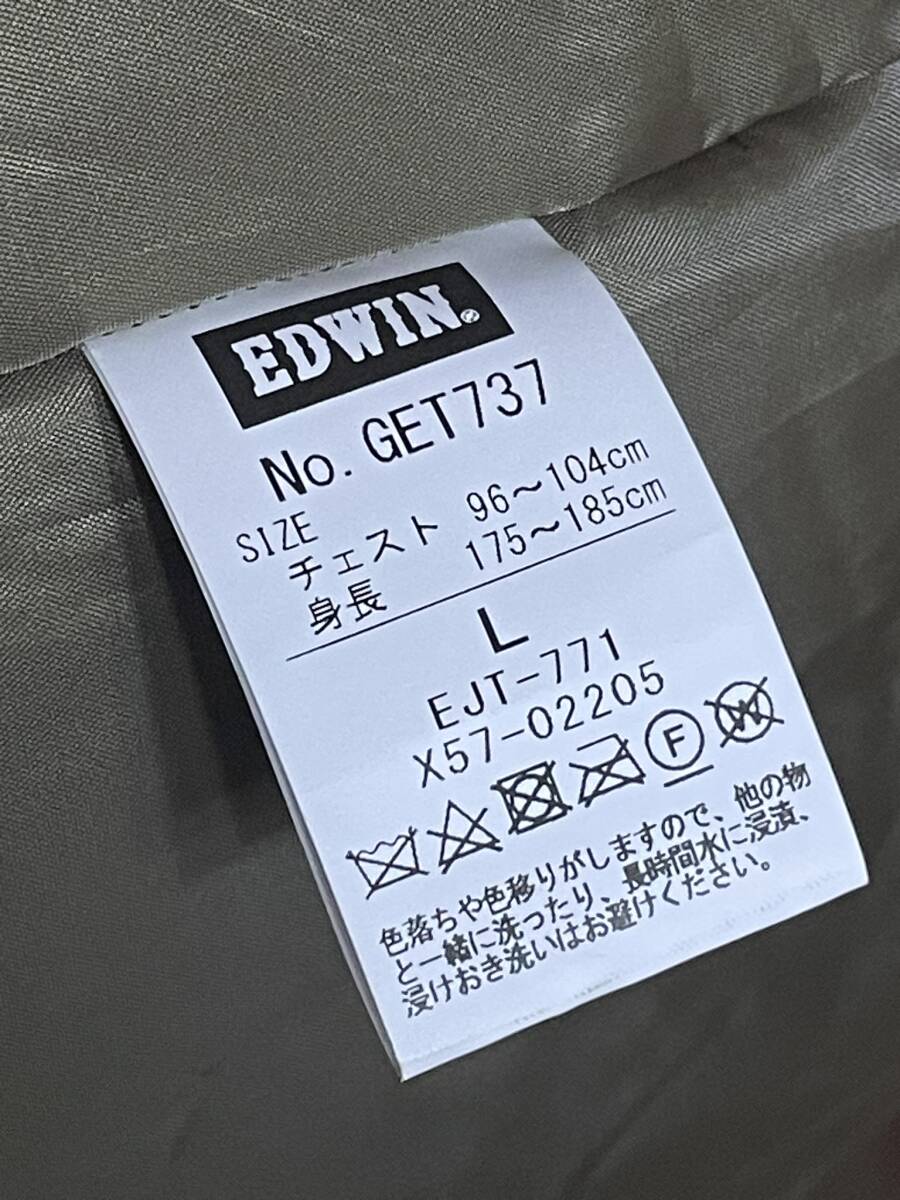 EDWIN®
No. GET737
SIZE
チェスト 96～104cm
身長 175～185cm
L
EJT-771
X57-02205
F W
色落ちや色移りがしますので、他の物
と一緒に洗ったり、長時間水に浸漬、
浸けおき洗いはお避けください。